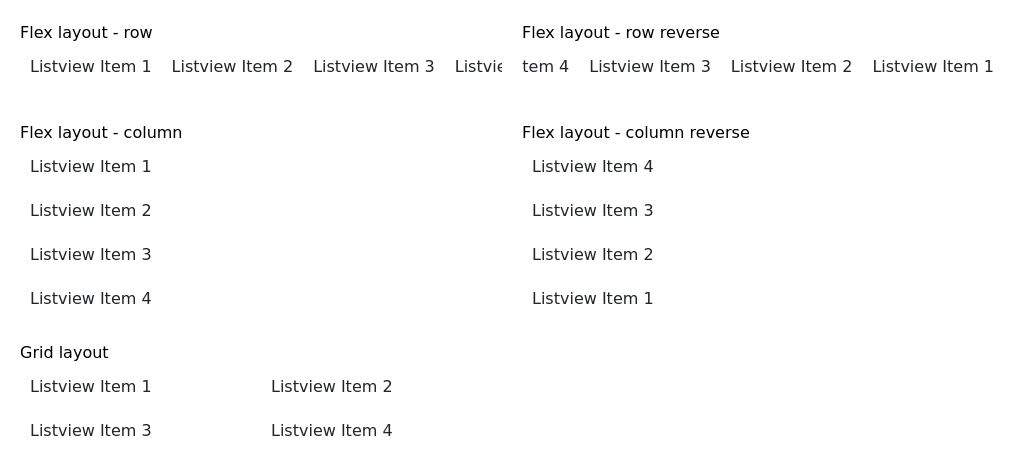 Flex layout - row
Listview Item 1 Listview Item 2 Listview Item 3 Listvie
Flex layout - row reverse
tem 4 Listview Item 3 Listview Item 2 Listview Item 1
Flex layout - column
Listview Item 1
Listview Item 2
Listview Item 3
Listview Item 4
Flex layout - column reverse
Listview Item 4
Listview Item 3
Listview Item 2
Listview Item 1
Grid layout
Listview Item 1 Listview Item 2
Listview Item 3 Listview Item 4